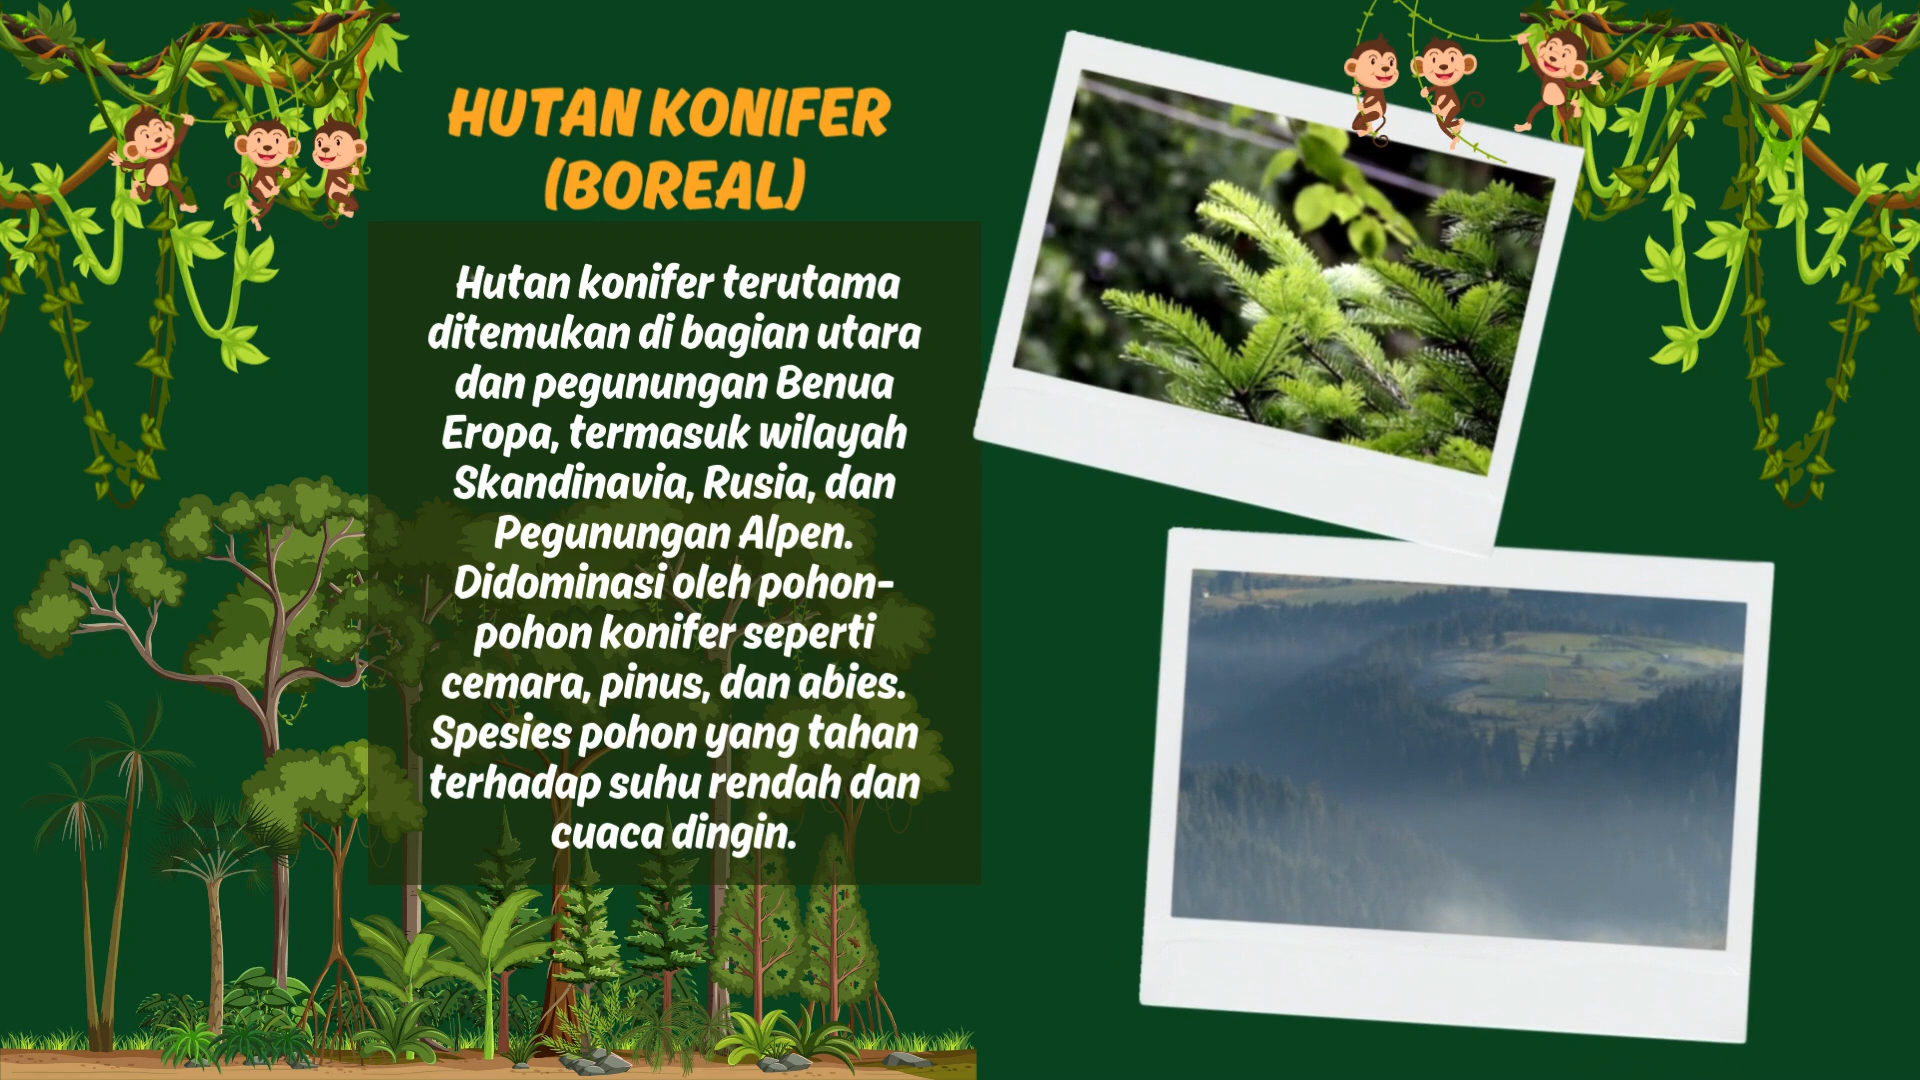 HUTAN KONIFER
(BOREAL)
Hutan konifer terutama
ditemukan di bagian utara
dan pegunungan Benua
Eropa, termasuk wilayah
Skandinavia, Rusia, dan
Pegunungan Alpen.
Didominasi oleh pohon-
pohon konifer seperti
cemara, pinus, dan abies.
Spesies pohon yang tahan
terhadap suhu rendah dan
cuaca dingin.